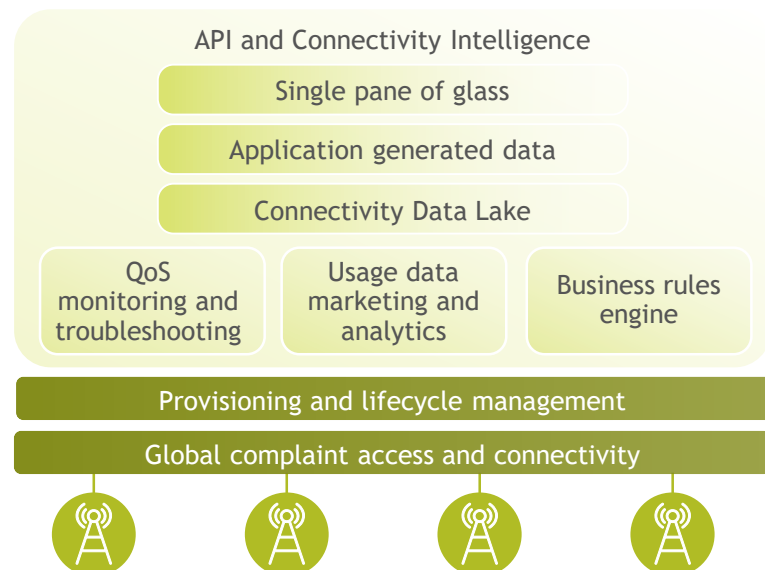 API and Connectivity Intelligence
Single pane of glass
Application generated data
Connectivity Data Lake
QoS
monitoring and
troubleshooting
Usage data
marketing and
analytics
Business rules
engine
Provisioning and lifecycle management
Global complaint access and connectivity